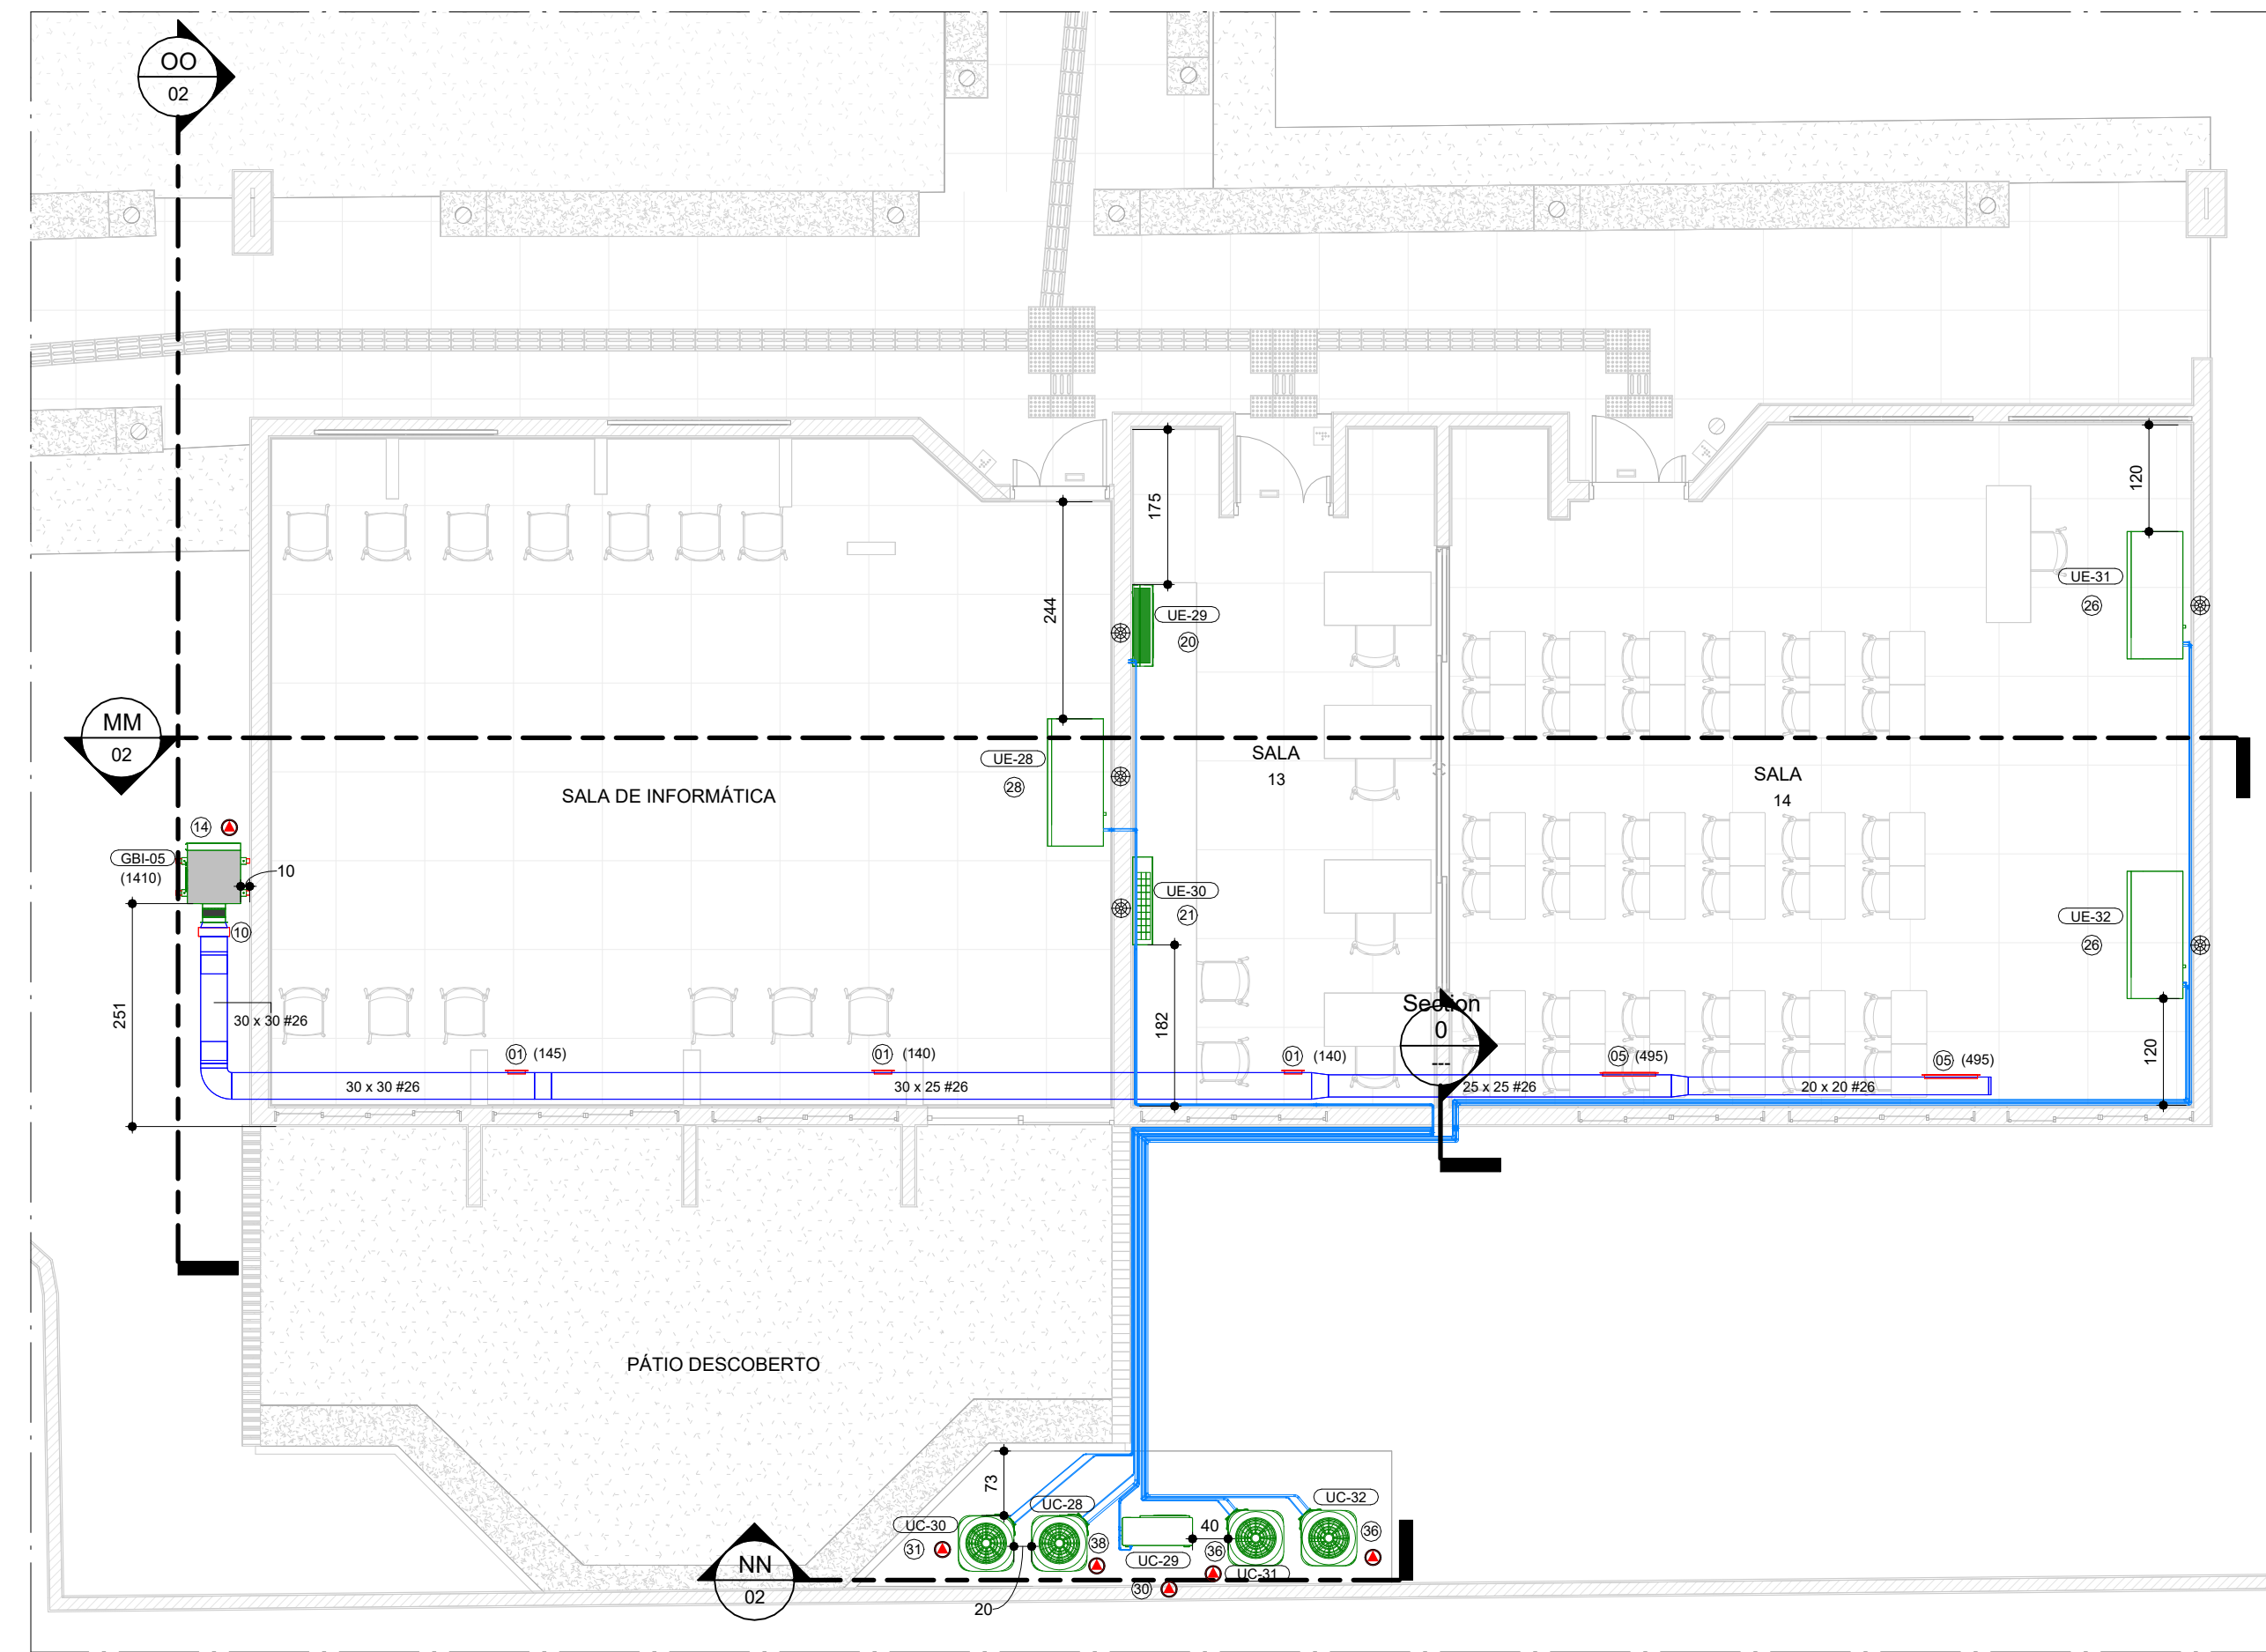 OO
02
175
120
244
UE-29
20
UE-31
26
MM
02
UE-28
28
SALA
13
SALA
14
SALA DE INFORMÁTICA
14
GBI-05
(1410)
10
10
UE-30
21
UE-32
26
251
30 x 30 #26
182
Section
0
---
120
01 (145)
01 (140)
01 (140)
05 (495)
05 (495)
30 x 30 #26
30 x 25 #26
25 x 25 #26
20 x 20 #26
PÁTIO DESCOBERTO
73
UC-28
UC-32
UC-30
31
38
40
36
36
UC-29
UC-31
30
NN
02
20